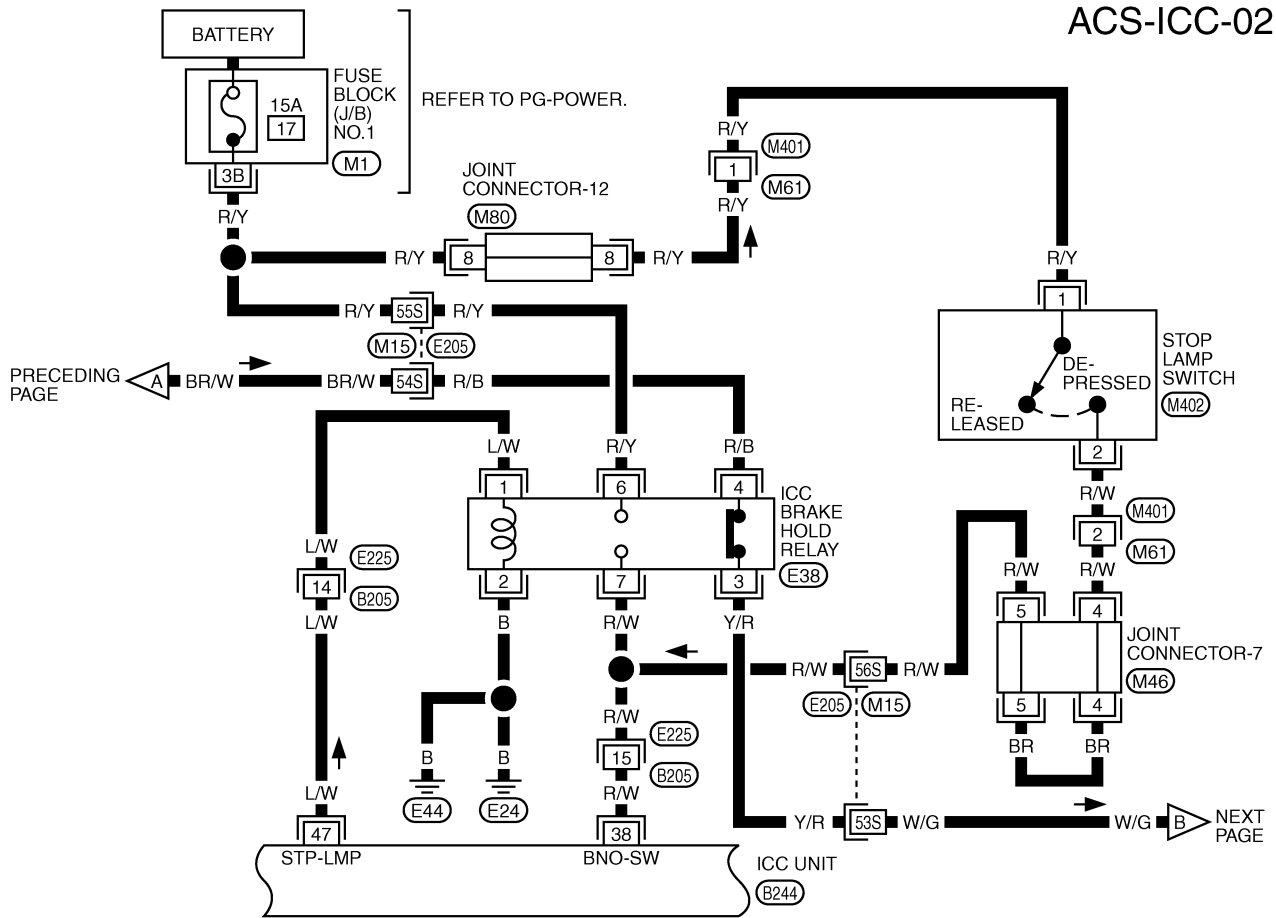 ACS-ICC-02
BATTERY
FUSE
BLOCK
(J/B)
NO.1
M1
15A
17
3B
REFER TO PG-POWER.
R/Y
JOINT
CONNECTOR-12
M80
R/Y
8
8
R/Y
R/Y
1
M401
M61
R/Y
R/Y
1
STOP
LAMP
SWITCH
M402
DE-
PRESSED
RE-
LEASED
2
R/Y
55S
R/Y
M15
E205
PRECEDING
PAGE
A
BR/W
BR/W
54S
R/B
L/W
R/Y
R/B
1
6
4
ICC
BRAKE
HOLD
RELAY
E38
2
7
3
R/W
2
M401
M61
R/W
R/W
5
4
JOINT
CONNECTOR-7
M46
5
4
BR
BR
L/W
14
E225
B205
L/W
B
R/W
Y/R
R/W
56S
R/W
E205
M15
R/W
15
E225
B205
R/W
B
B
E44
E24
L/W
Y/R
53S
W/G
W/G
B
NEXT
PAGE
47
38
STP-LMP
BNO-SW
ICC UNIT
B244